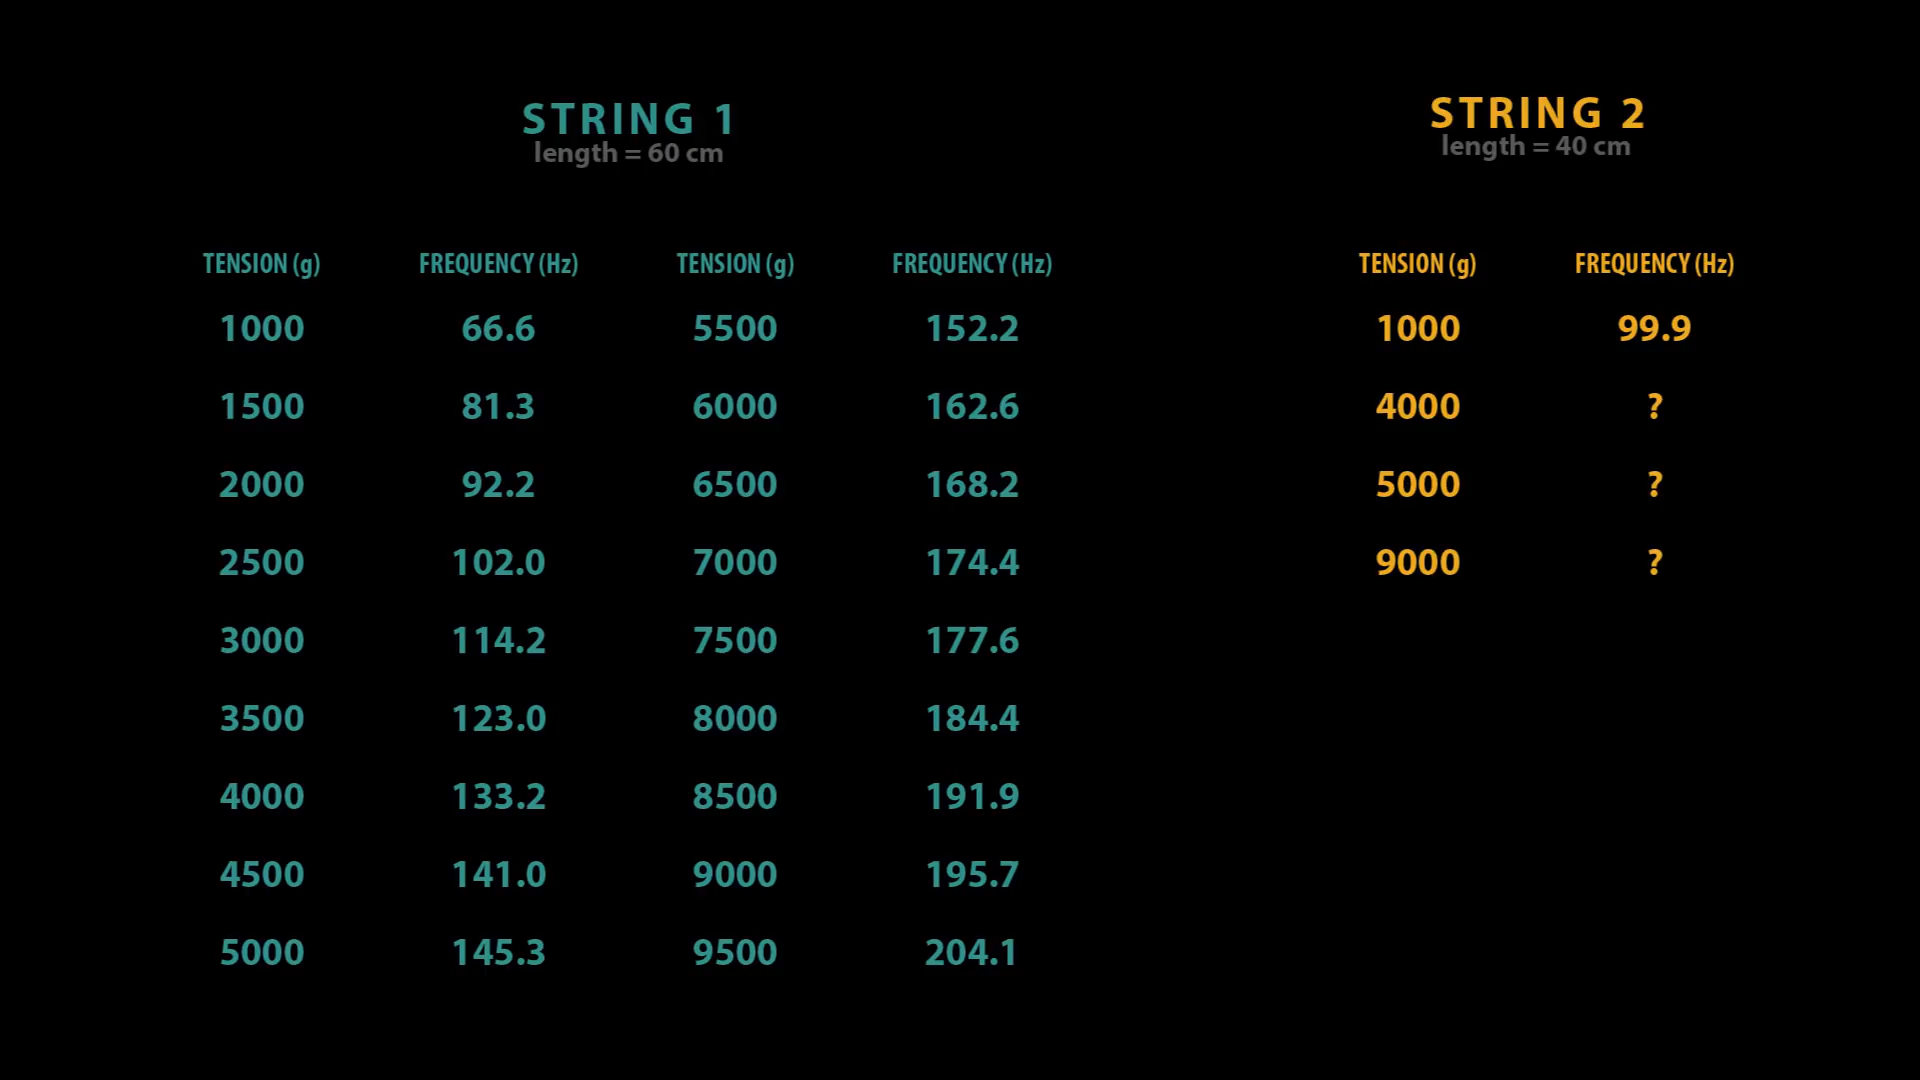 STRING 1
length = 60 cm
TENSION (g) FREQUENCY (Hz) TENSION (g) FREQUENCY (Hz)
1000 66.6 5500 152.2
1500 81.3 6000 162.6
2000 92.2 6500 168.2
2500 102.0 7000 174.4
3000 114.2 7500 177.6
3500 123.0 8000 184.4
4000 133.2 8500 191.9
4500 141.0 9000 195.7
5000 145.3 9500 204.1
STRING 2
length = 40 cm
TENSION (g) FREQUENCY (Hz)
1000 99.9
4000 ?
5000 ?
9000 ?